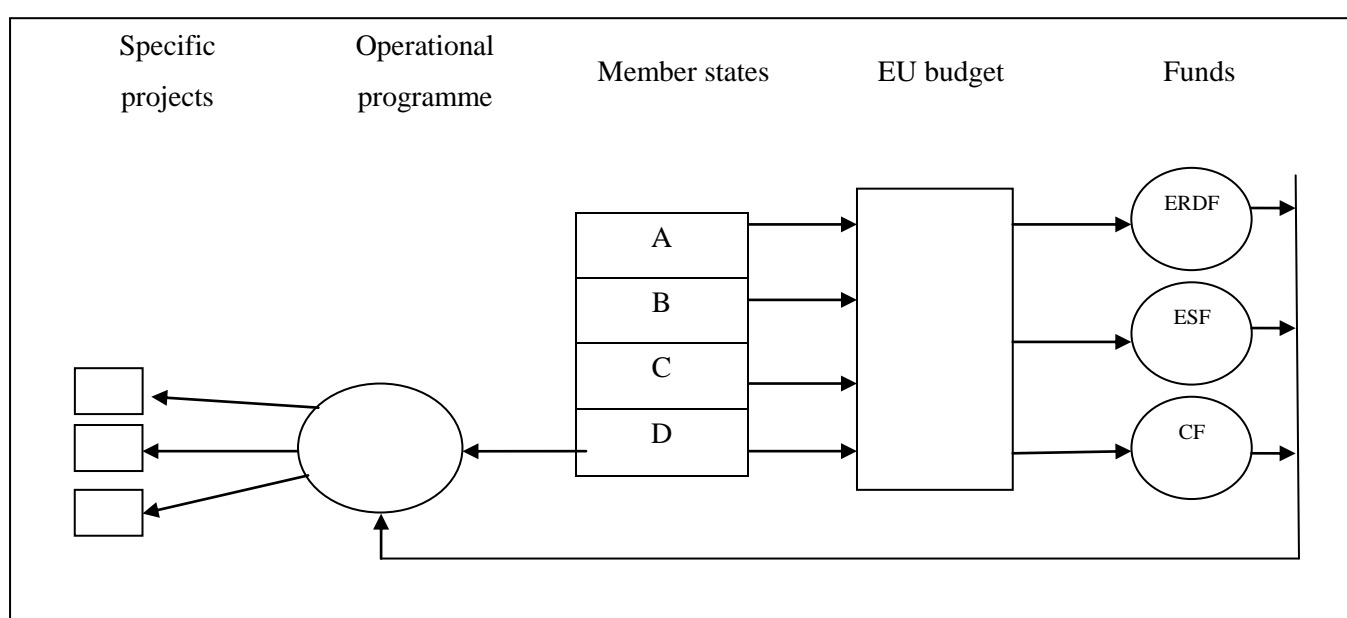 Specific
projects
Operational
programme
Member states
EU budget
Funds
A
B
C
D
ERDF
ESF
CF